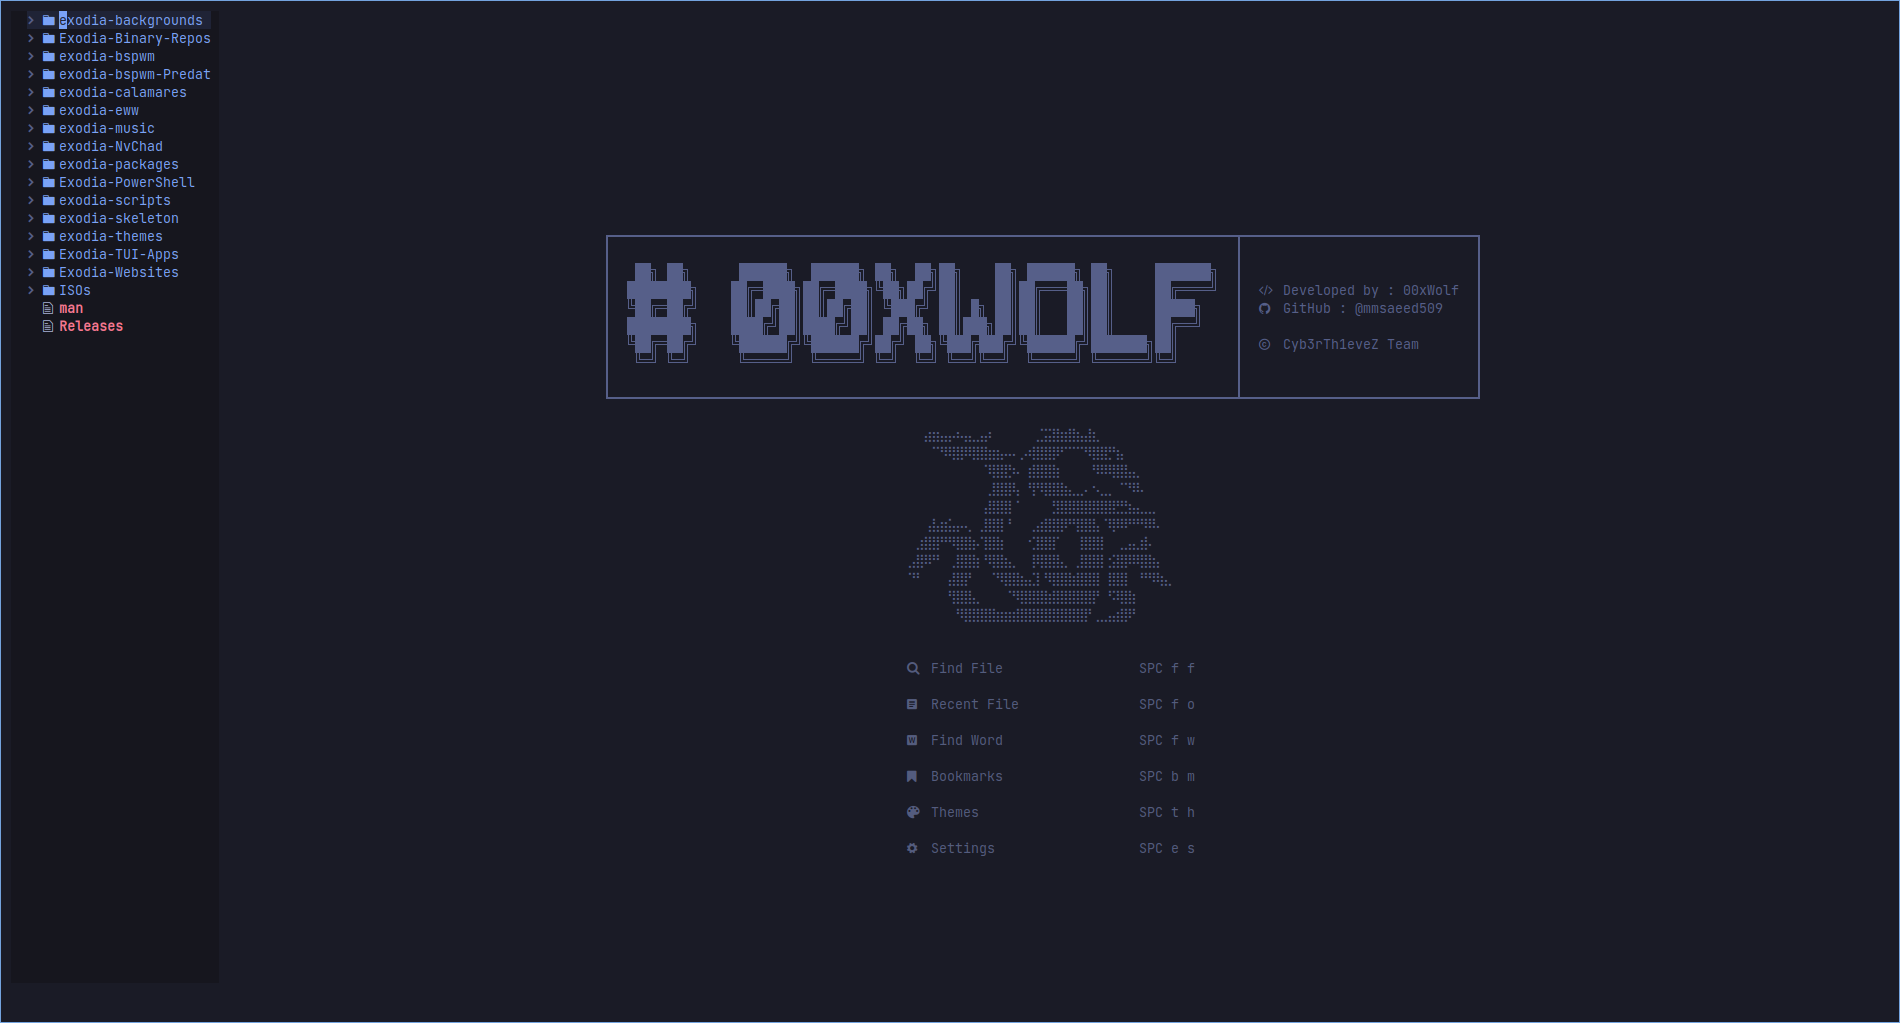 exodia-backgrounds
Exodia-Binary-Repos
exodia-bspwm
exodia-bspwm-Predat
exodia-calamares
exodia-eww
exodia-music
exodia-NvChad
exodia-packages
Exodia-PowerShell
exodia-scripts
exodia-skeleton
exodia-themes
Exodia-TUI-Apps
Exodia-Websites
ISOs
man
Releases
# 00XWOLF
Developed by : 00xWolf
GitHub : @mmsaeed509
Cyb3rTh1eveZ Team
Find File SPC f f
Recent File SPC f o
Find Word SPC f w
Bookmarks SPC b m
Themes SPC t h
Settings SPC e s